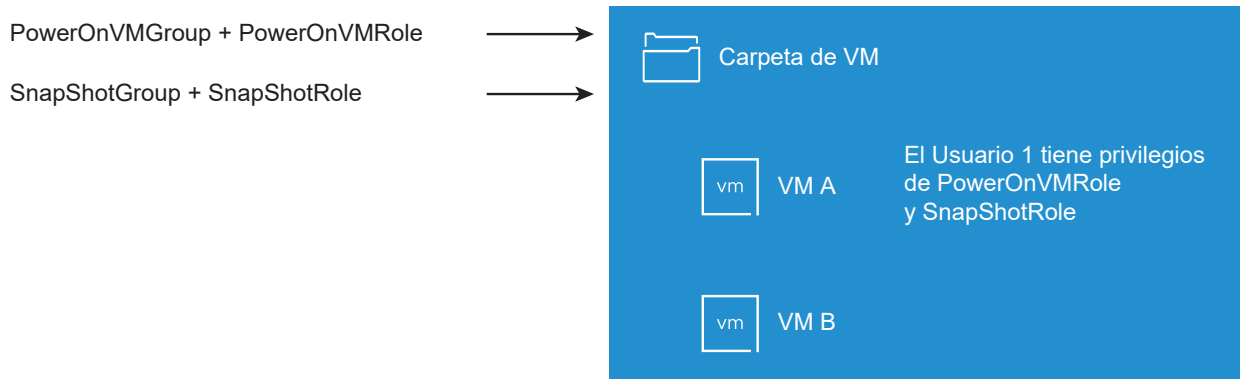 PowerOnVMGroup + PowerOnVMRole
SnapShotGroup + SnapShotRole
Carpeta de VM
vm
VM A
El Usuario 1 tiene privilegios
de PowerOnVMRole
y SnapShotRole
vm
VM B